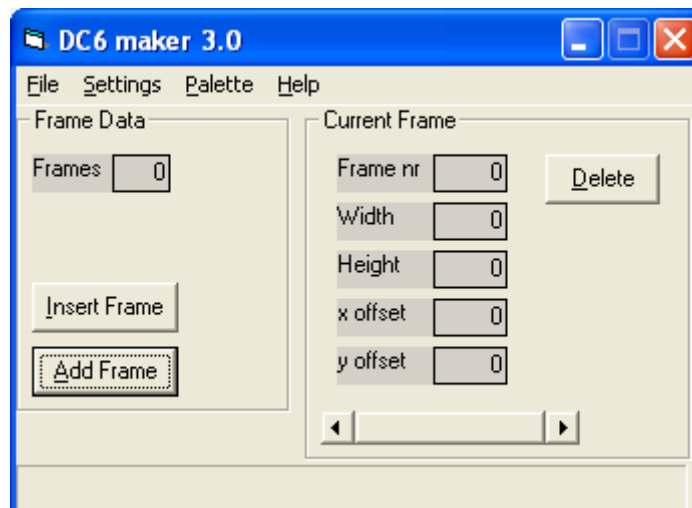 DC6 maker 3.0
File Settings Palette Help
Frame Data
Frames 0
Insert Frame
Add Frame
Current Frame
Frame nr 0
Delete
Width 0
Height 0
x offset 0
y offset 0